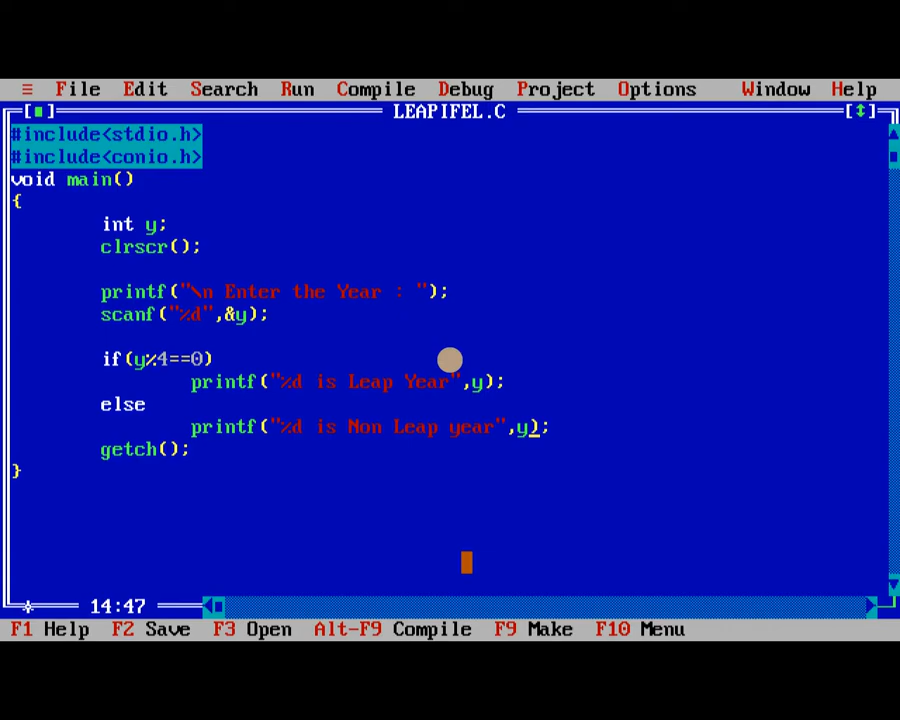 ≡ File Edit Search Run Compile Debug Project Options Window Help
[■] LEAPIFEL.C [↕]
#include<stdio.h>
#include<conio.h>
void main()
{
int y;
clrscr();
printf("\n Enter the Year : ");
scanf("%d",&y);
if(y%4==0)
printf("%d is Leap Year",y);
else
printf("%d is Non Leap year",y);
getch();
}
14:47
F1 Help F2 Save F3 Open Alt-F9 Compile F9 Make F10 Menu